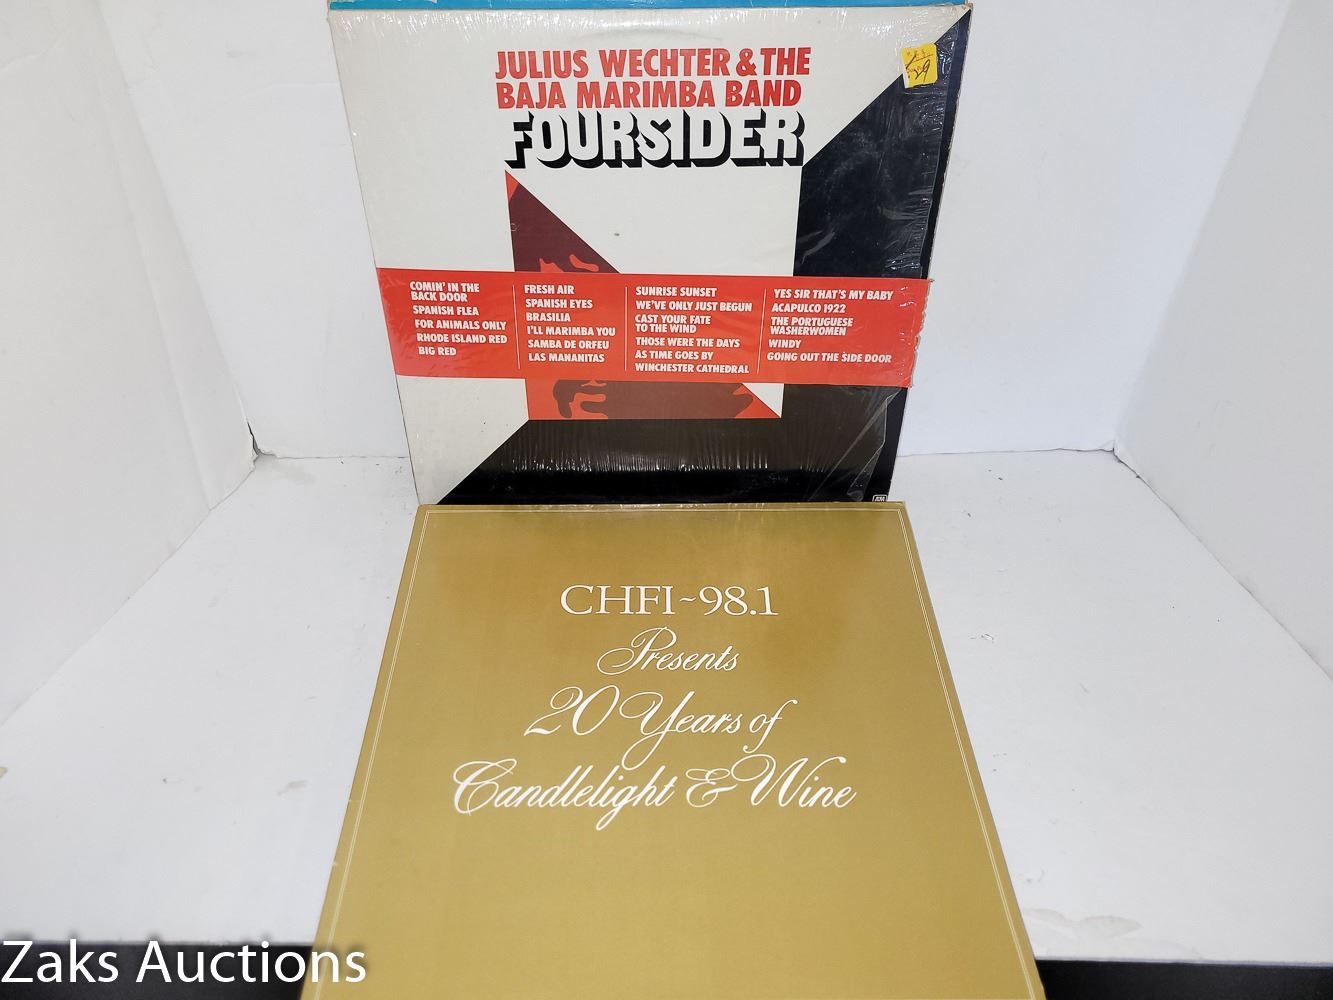 JULIUS WECHTER & THE
BAJA MARIMBA BAND
FOURSIDER
COMIN' IN THE
BACK DOOR
SPANISH FLEA
FOR ANIMALS ONLY
RHODE ISLAND RED
BIG RED
FRESH AIR
SPANISH EYES
BRASILIA
I'LL MARIMBA YOU
SAMBA DE ORFEU
LAS MANANITAS
SUNRISE SUNSET
WE'VE ONLY JUST BEGUN
CAST YOUR FATE
TO THE WIND
THOSE WERE THE DAYS
AS TIME GOES BY
WINCHESTER CATHEDRAL
YES SIR THAT'S MY BABY
ACAPULCO 1922
THE PORTUGUESE
WASHERWOMEN
WINDY
GOING OUT THE SIDE DOOR
CHFI~98.1
Presents
20 Years of
Candlelight & Wine
Zaks Auctions